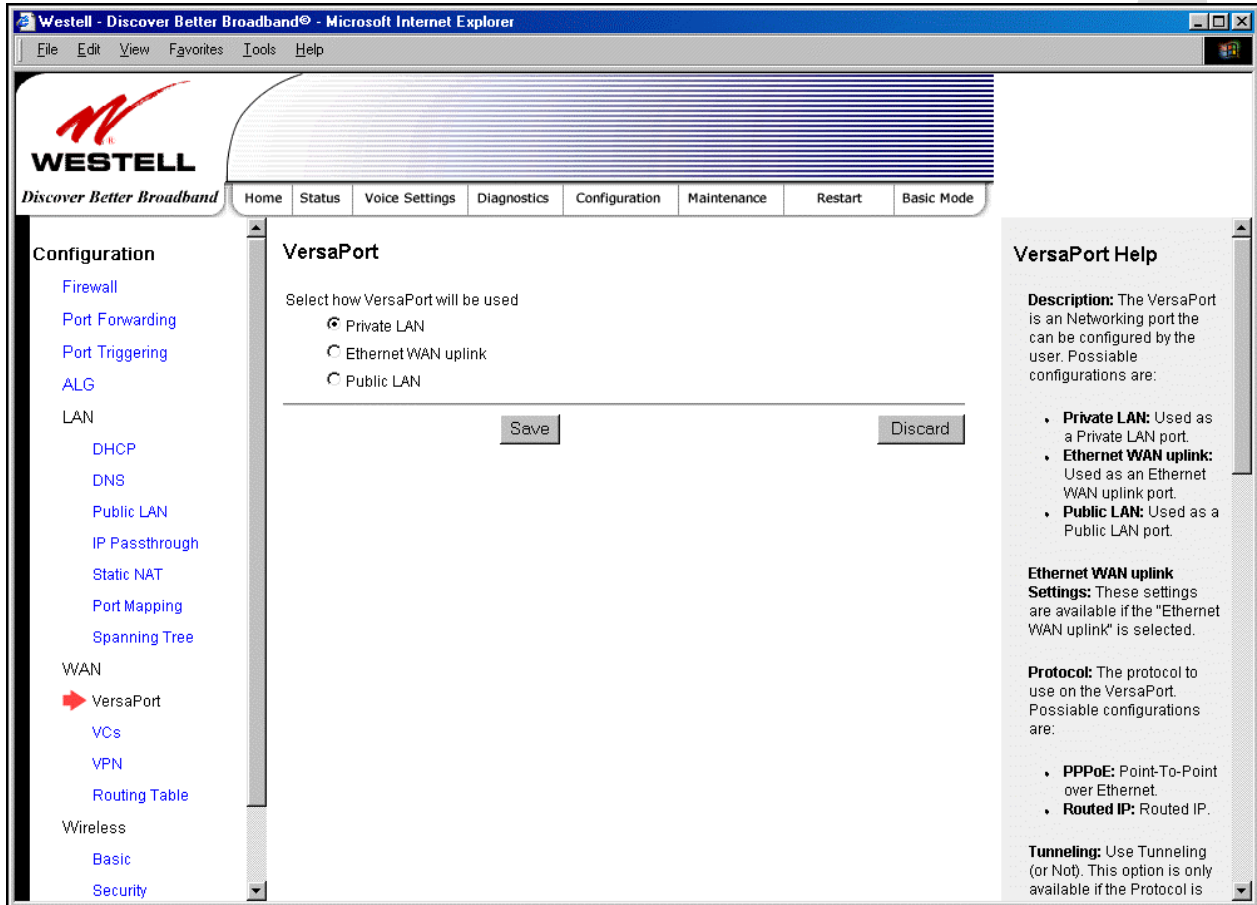 Westell - Discover Better Broadband© - Microsoft Internet Explorer
File Edit View Favorites Tools Help
WESTELL
Discover Better Broadband
Home Status Voice Settings Diagnostics Configuration Maintenance Restart Basic Mode
Configuration
Firewall
Port Forwarding
Port Triggering
ALG
LAN
DHCP
DNS
Public LAN
IP Passthrough
Static NAT
Port Mapping
Spanning Tree
WAN
VersaPort
VCs
VPN
Routing Table
Wireless
Basic
Security
VersaPort
Select how VersaPort will be used
Private LAN
Ethernet WAN uplink
Public LAN
Save Discard
VersaPort Help
Description: The VersaPort
is an Networking port the
can be configured by the
user. Possiable
configurations are:
• Private LAN: Used as
a Private LAN port.
• Ethernet WAN uplink:
Used as an Ethernet
WAN uplink port.
• Public LAN: Used as a
Public LAN port.
Ethernet WAN uplink
Settings: These settings
are available if the "Ethernet
WAN uplink" is selected.
Protocol: The protocol to
use on the VersaPort.
Possiable configurations
are:
• PPPoE: Point-To-Point
over Ethernet.
• Routed IP: Routed IP.
Tunneling: Use Tunneling
(or Not). This option is only
available if the Protocol is